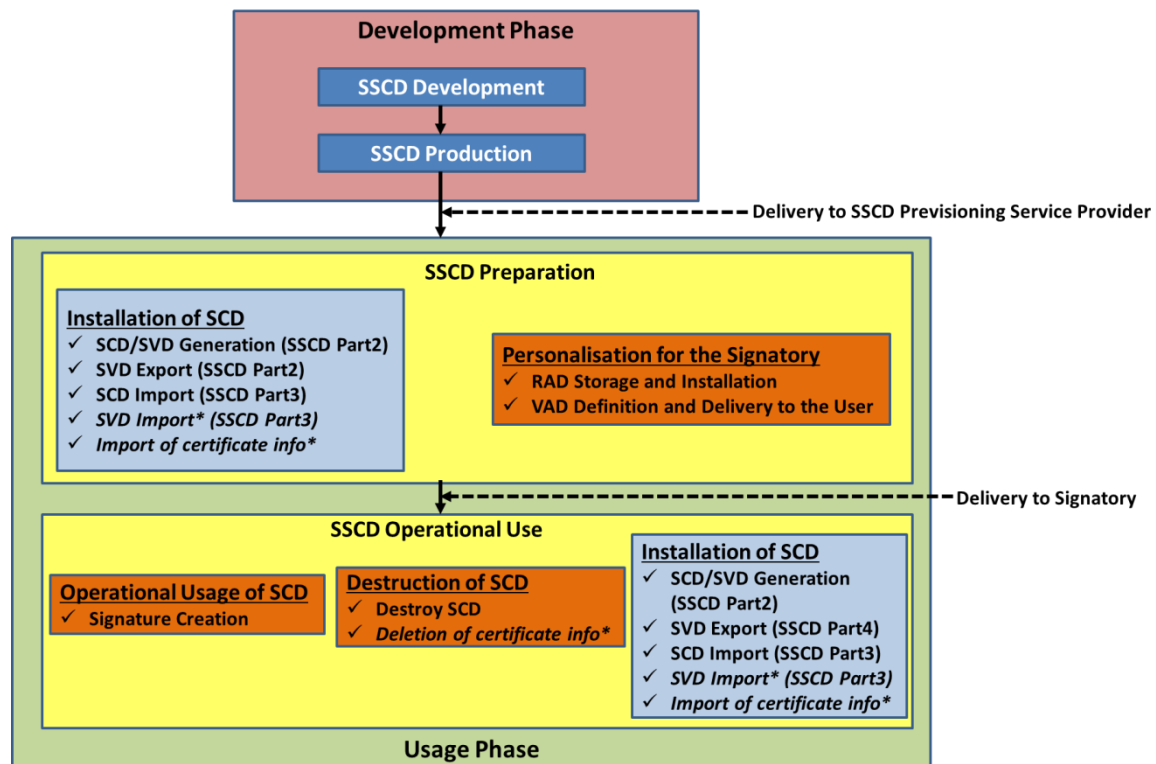 Development Phase
SSCD Development
SSCD Production
Delivery to SSCD Previsioning Service Provider
SSCD Preparation
Installation of SCD
✓ SCD/SVD Generation (SSCD Part2)
✓ SVD Export (SSCD Part2)
✓ SCD Import (SSCD Part3)
✓ SVD Import* (SSCD Part3)
✓ Import of certificate info*
Personalisation for the Signatory
✓ RAD Storage and Installation
✓ VAD Definition and Delivery to the User
Delivery to Signatory
SSCD Operational Use
Operational Usage of SCD
✓ Signature Creation
Destruction of SCD
✓ Destroy SCD
✓ Deletion of certificate info*
Installation of SCD
✓ SCD/SVD Generation
(SSCD Part2)
✓ SVD Export (SSCD Part4)
✓ SCD Import (SSCD Part3)
✓ SVD Import* (SSCD Part3)
✓ Import of certificate info*
Usage Phase